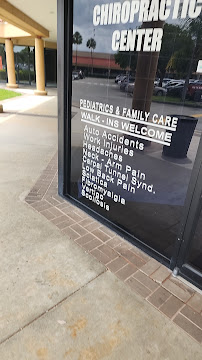 CHIROPRACTIC
CENTER
PEDIATRICS & FAMILY CARE
WALK - INS WELCOME
Auto Accidents
Work Injuries
Headaches
Neck - Arm Pain
Carpal Tunnel Synd.
Low Back Pain
Sciatica
Fibromyalgia
Vertigo
Scoliosis